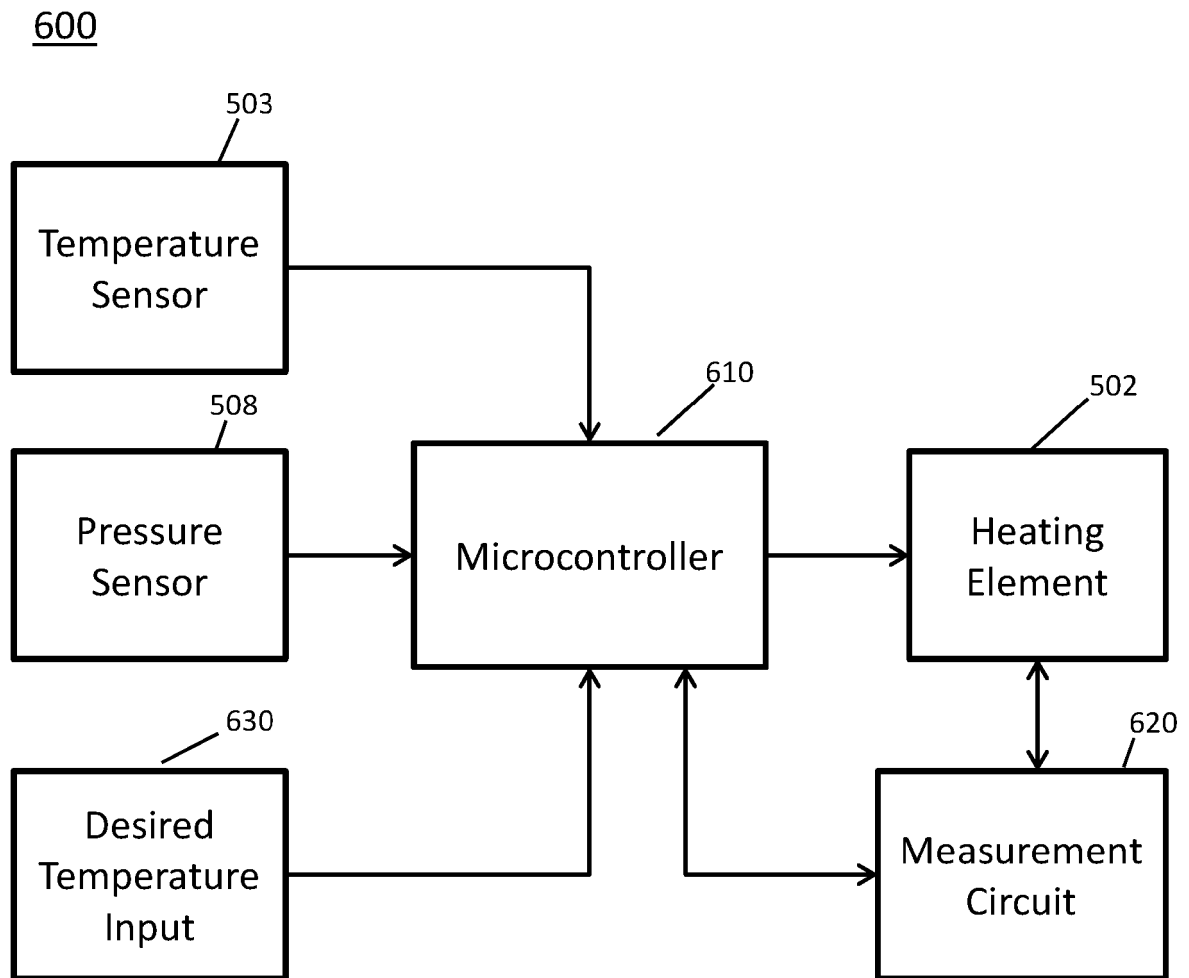 600
503
Temperature
Sensor
508
Pressure
Sensor
610
Microcontroller
502
Heating
Element
630
Desired
Temperature
Input
620
Measurement
Circuit